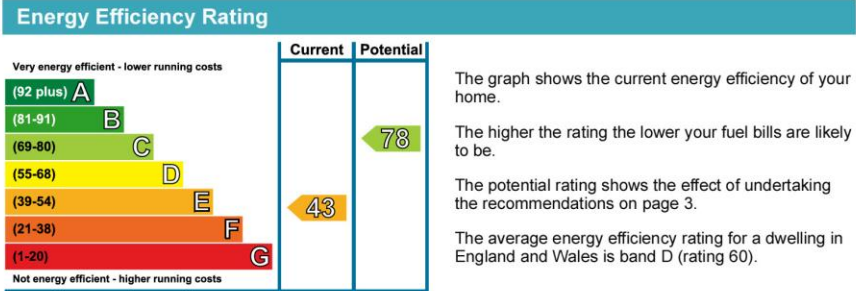 Energy Efficiency Rating
Current Potential
Very energy efficient - lower running costs
(92 plus) A
(81-91) B
(69-80) C
78
(55-68) D
(39-54) E
43
(21-38) F
(1-20) G
Not energy efficient - higher running costs
The graph shows the current energy efficiency of your
home.
The higher the rating the lower your fuel bills are likely
to be.
The potential rating shows the effect of undertaking
the recommendations on page 3.
The average energy efficiency rating for a dwelling in
England and Wales is band D (rating 60).